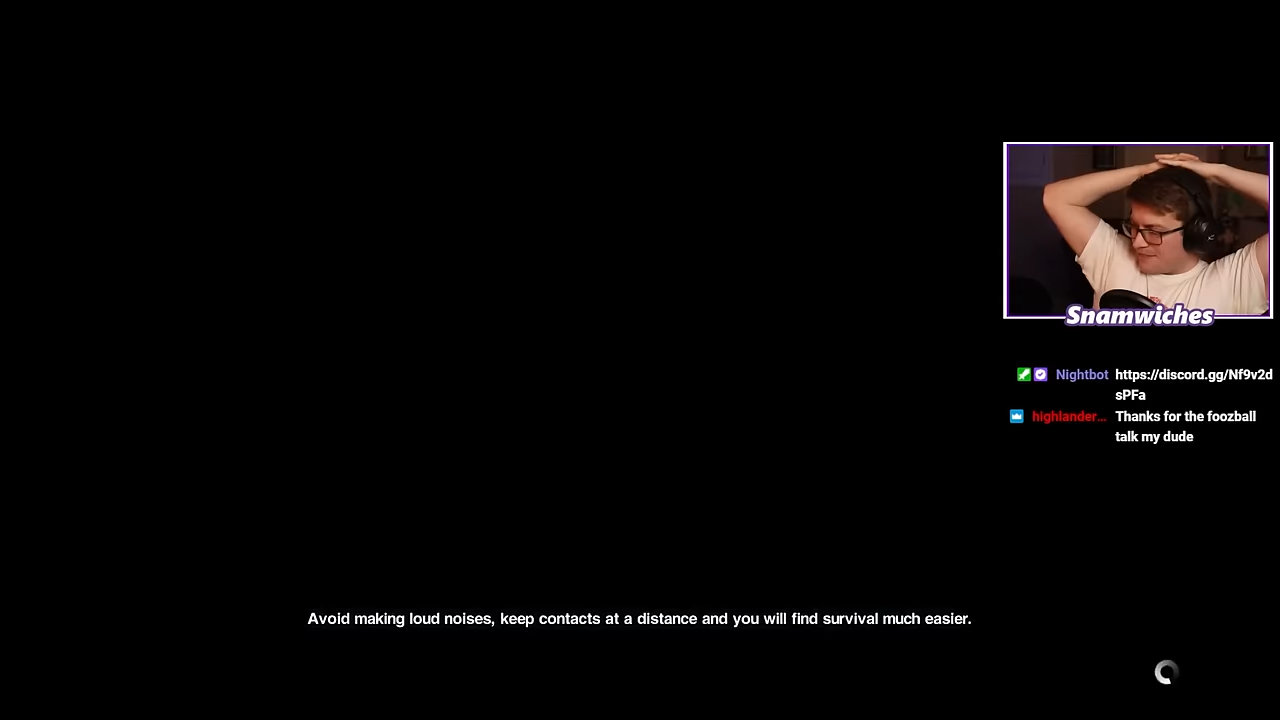 Snamwiches
Nightbot https://discord.gg/Nf9v2d
sPFa
highlander... Thanks for the foozball
talk my dude
Avoid making loud noises, keep contacts at a distance and you will find survival much easier.